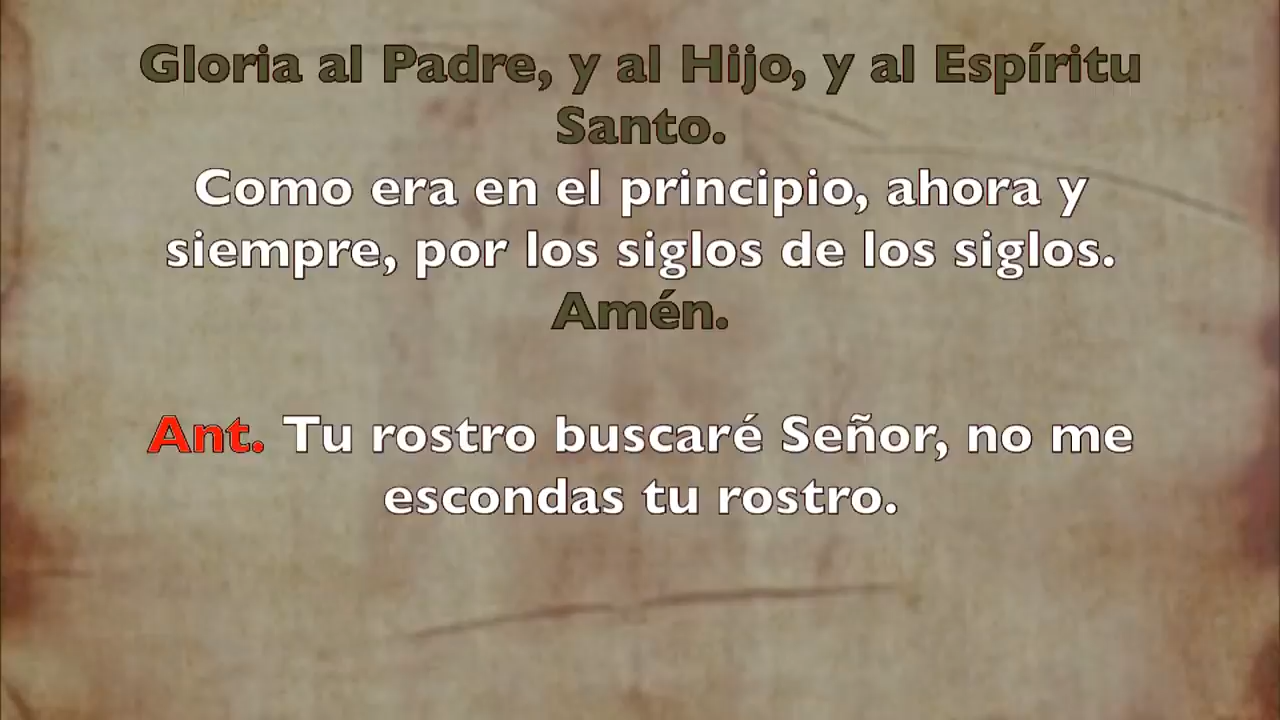 Gloria al Padre, y al Hijo, y al Espíritu
Santo.
Como era en el principio, ahora y
siempre, por los siglos de los siglos.
Amén.
Ant. Tu rostro buscaré Señor, no me
escondas tu rostro.